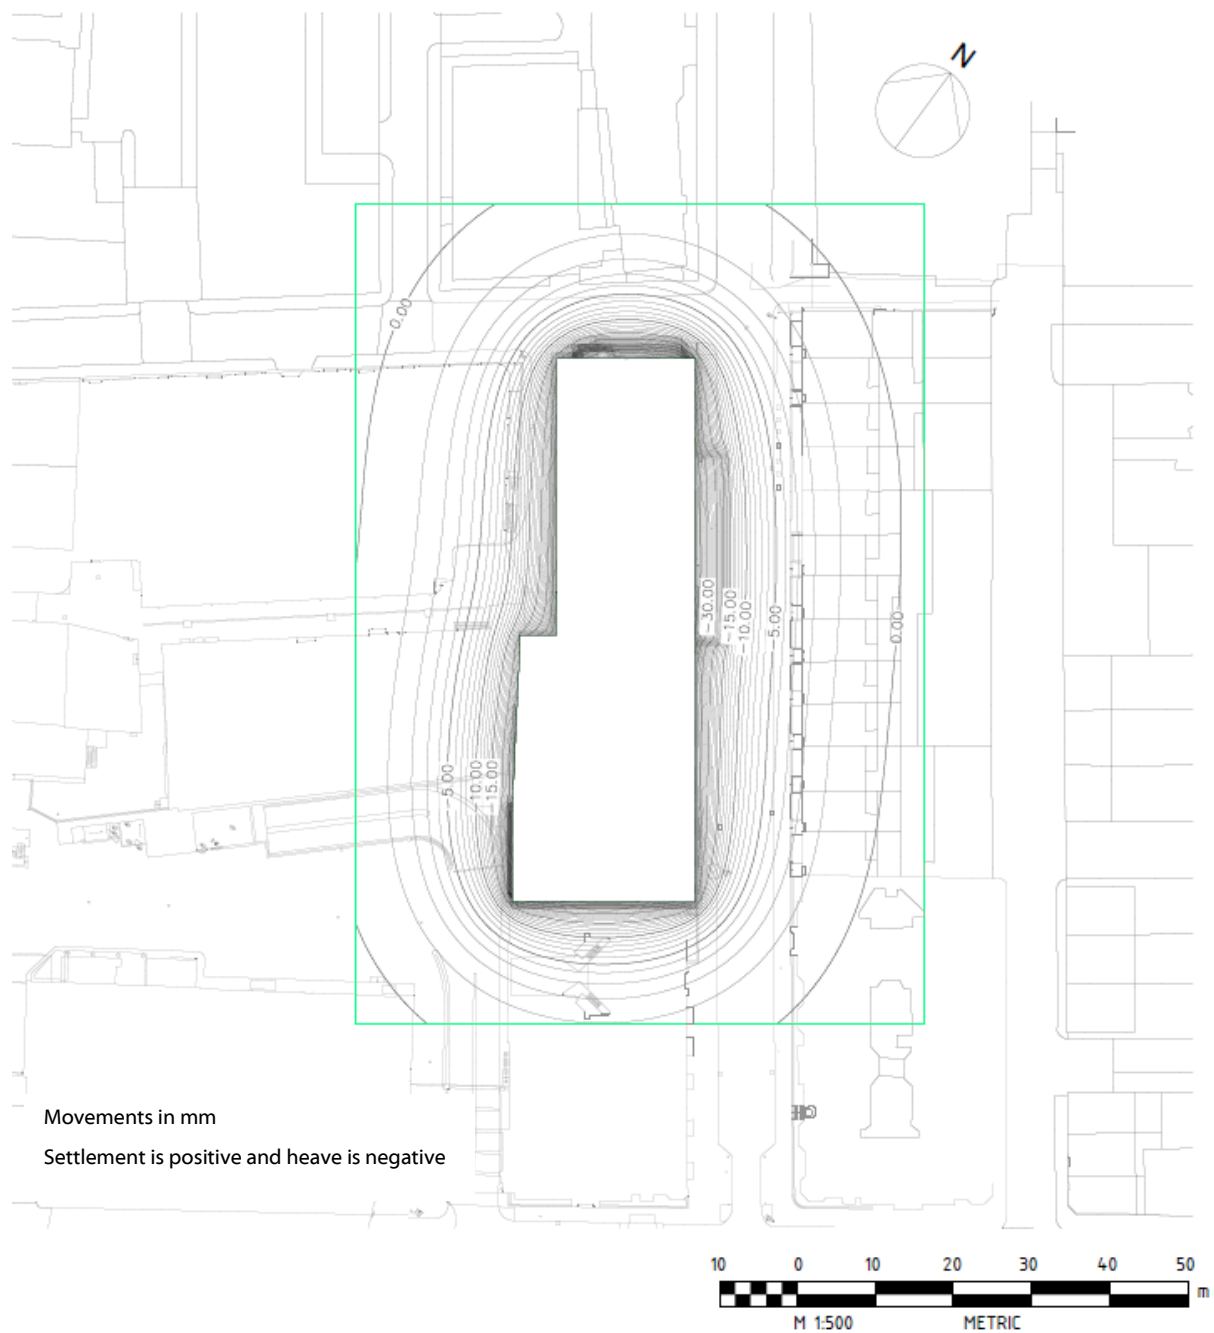 N
0.00
-30.00
-15.00
-10.00
-5.00
0.00
-5.00
-10.00
-15.00
Movements in mm
Settlement is positive and heave is negative
10 0 10 20 30 40 50 m
M 1:500 METRIC